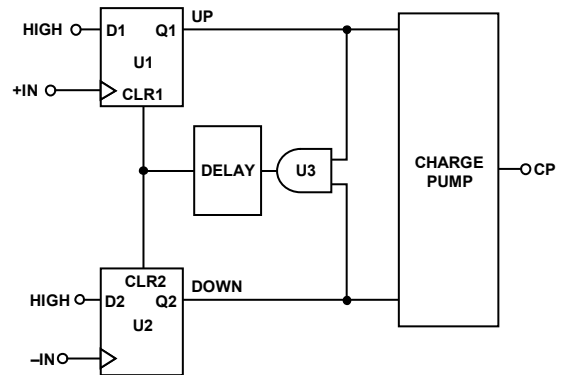 UP
HIGH D1 Q1
U1
+IN
CLR1
DELAY U3 CHARGE
PUMP
CP
CLR2
DOWN
HIGH D2 Q2
U2
–IN